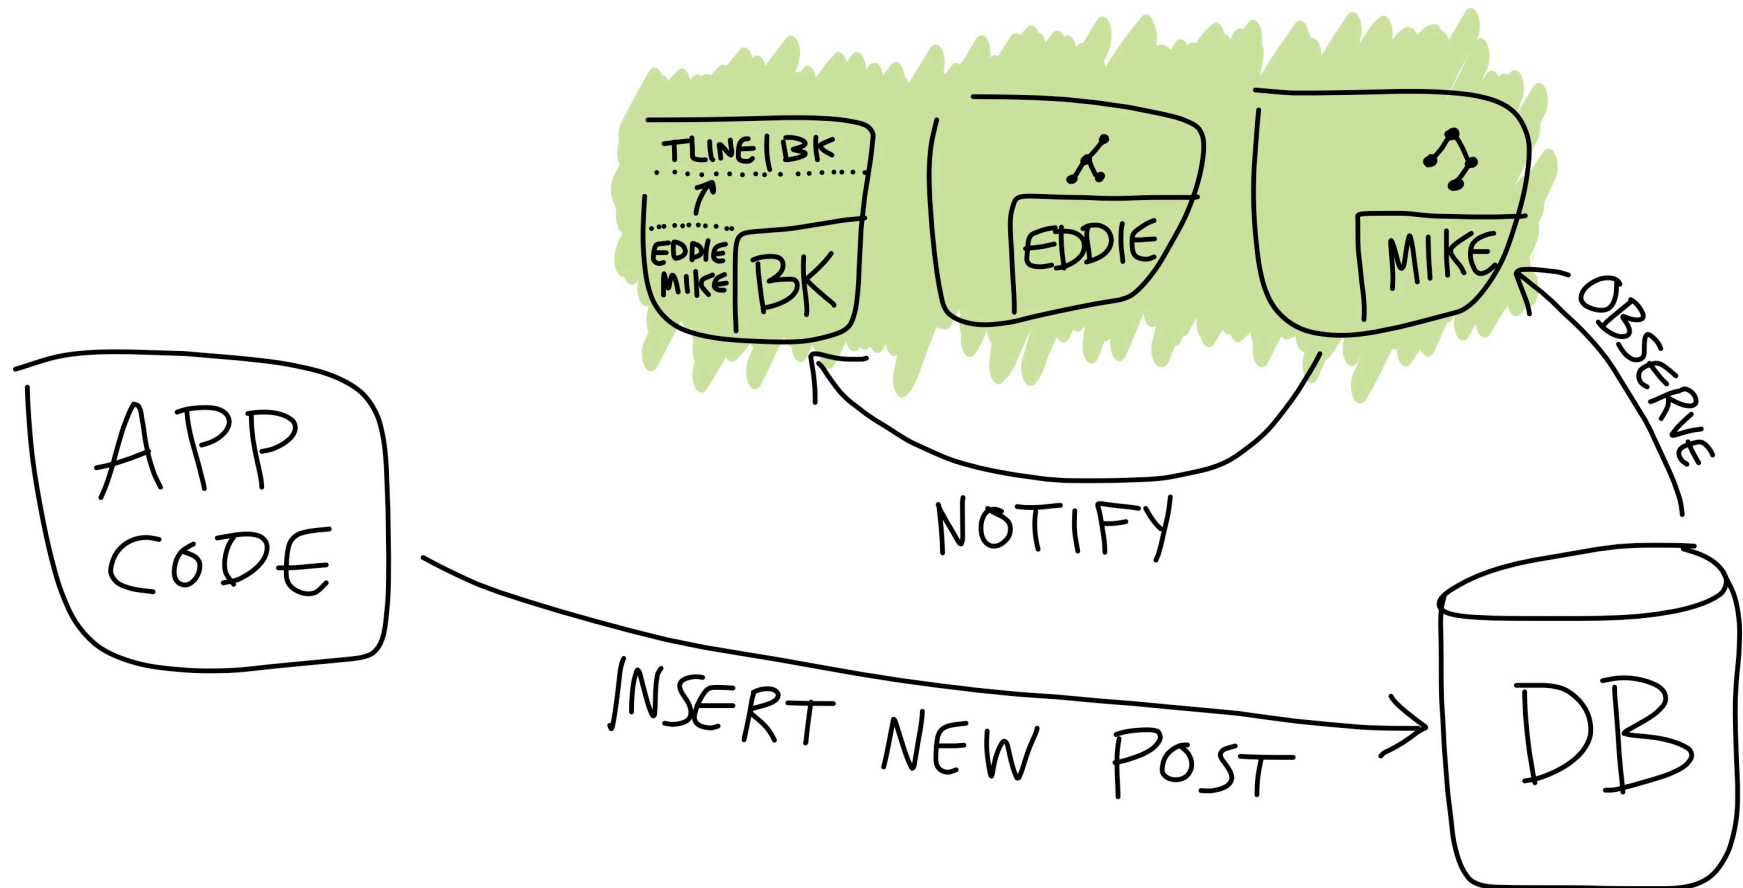 TLINE|BK
EDDIE
MIKE
BK
EDDIE
MIKE
OBSERVE
APP
CODE
NOTIFY
INSERT NEW POST
DB